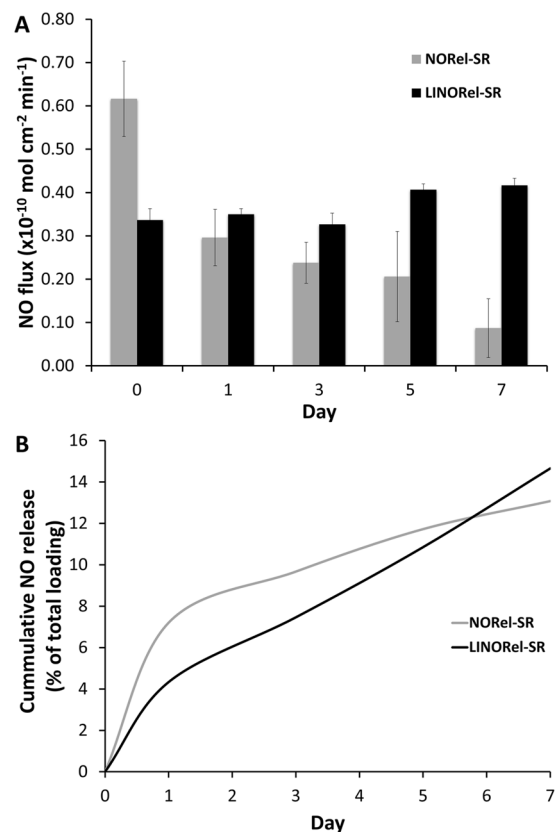 A
0.80
0.70
0.60
0.50
0.40
0.30
0.20
0.10
0.00
NO flux (x10⁻¹⁰ mol cm⁻² min⁻¹)
NORel-SR
LINORel-SR
0 1 3 5 7
Day
B
16
14
12
10
8
6
4
2
0
Cummulative NO release
(% of total loading)
NORel-SR
LINORel-SR
0 1 2 3 4 5 6 7
Day